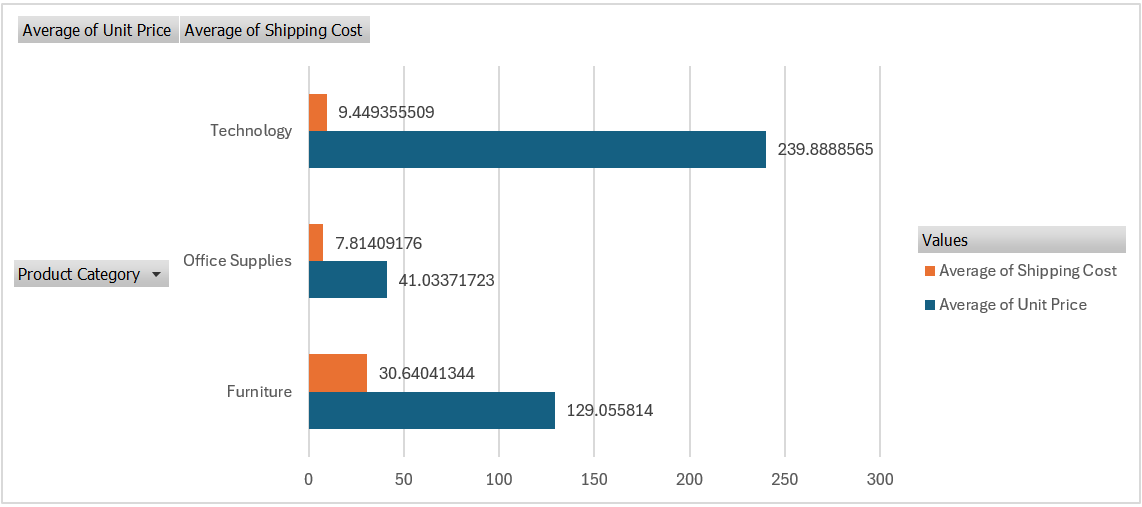 Average of Unit Price Average of Shipping Cost
Technology
9.449355509
239.8888565
Office Supplies
7.81409176
41.03371723
Product Category
Furniture
30.64041344
129.055814
0 50 100 150 200 250 300
Values
Average of Shipping Cost
Average of Unit Price